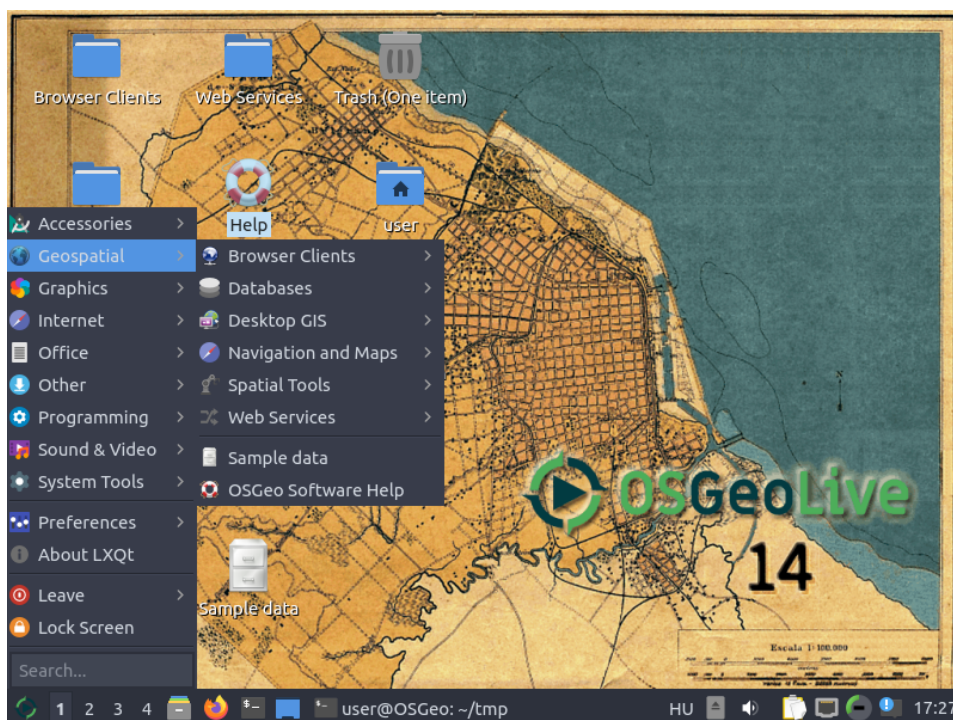 Browser Clients
Web Services
Trash (One item)
Help
user
Accessories
Geospatial
Graphics
Internet
Office
Other
Programming
Sound & Video
System Tools
Preferences
About LXQt
Leave
Lock Screen
Search...
Browser Clients
Databases
Desktop GIS
Navigation and Maps
Spatial Tools
Web Services
Sample data
OSGeo Software Help
Sample data
OSGeoLive
14
N
Escala 1:100.000
1 2 3 4
user@OSGeo: ~/tmp
HU
17:27